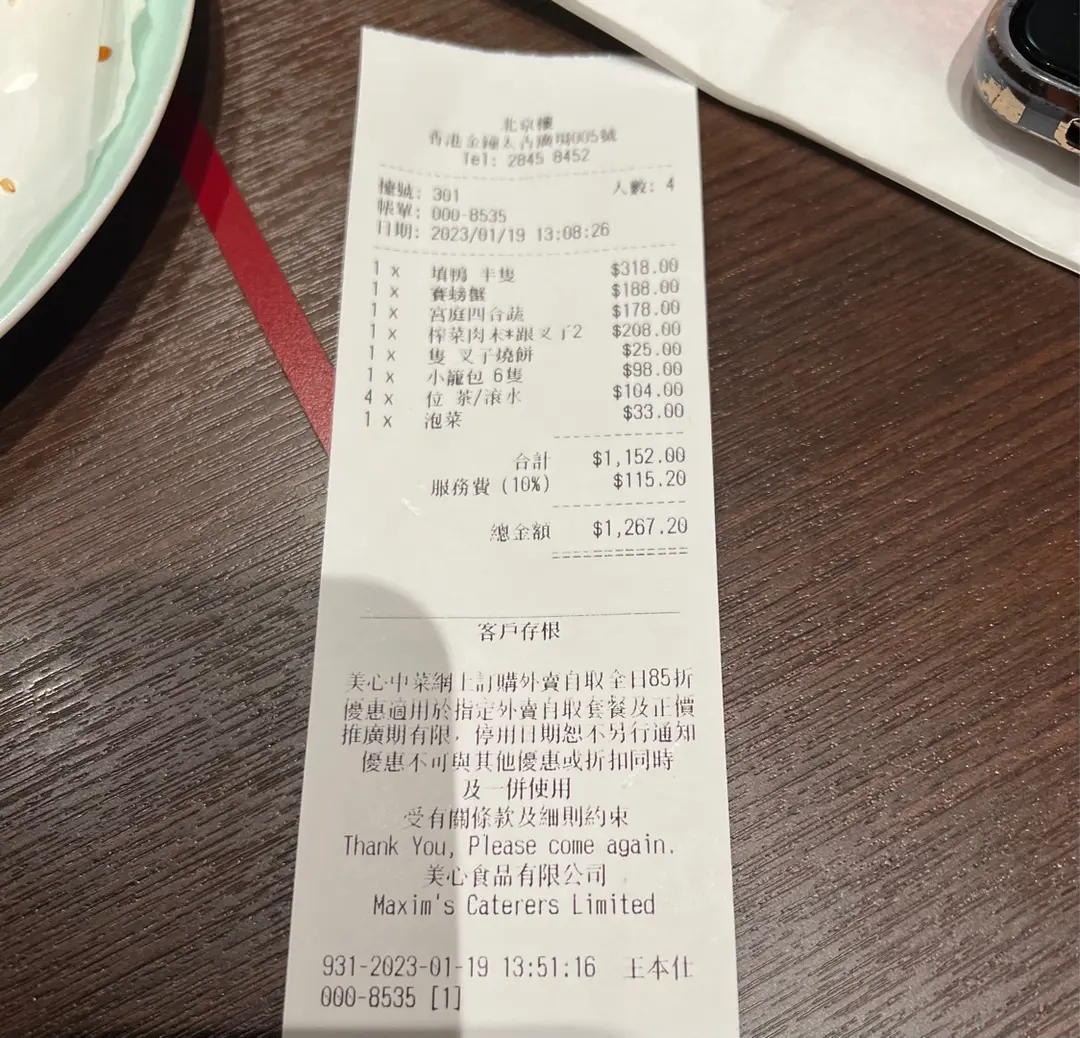 北京樓
香港金鐘太古廣場005號
Tel: 2845 8452
檯號: 301 人數: 4
帳單: 000-8535
日期: 2023/01/19 13:08:26
1 x 填鴨 半隻 $318.00
1 x 賽螃蟹 $188.00
1 x 宮庭四合蔬 $178.00
1 x 榨菜肉末*跟叉子2 $208.00
1 x 隻 叉子燒餅 $25.00
1 x 小籠包 6隻 $98.00
4 x 位 茶/滾水 $104.00
1 x 泡菜 $33.00
合計 $1,152.00
服務費 (10%) $115.20
總金額 $1,267.20
客戶存根
美心中菜網上訂購外賣自取全日85折
優惠適用於指定外賣自取套餐及正價
推廣期有限，停用日期恕不另行通知
優惠不可與其他優惠或折扣同時
及一併使用
受有關條款及細則約束
Thank You, Please come again.
美心食品有限公司
Maxim's Caterers Limited
931-2023-01-19 13:51:16 王本仕
000-8535 [1]